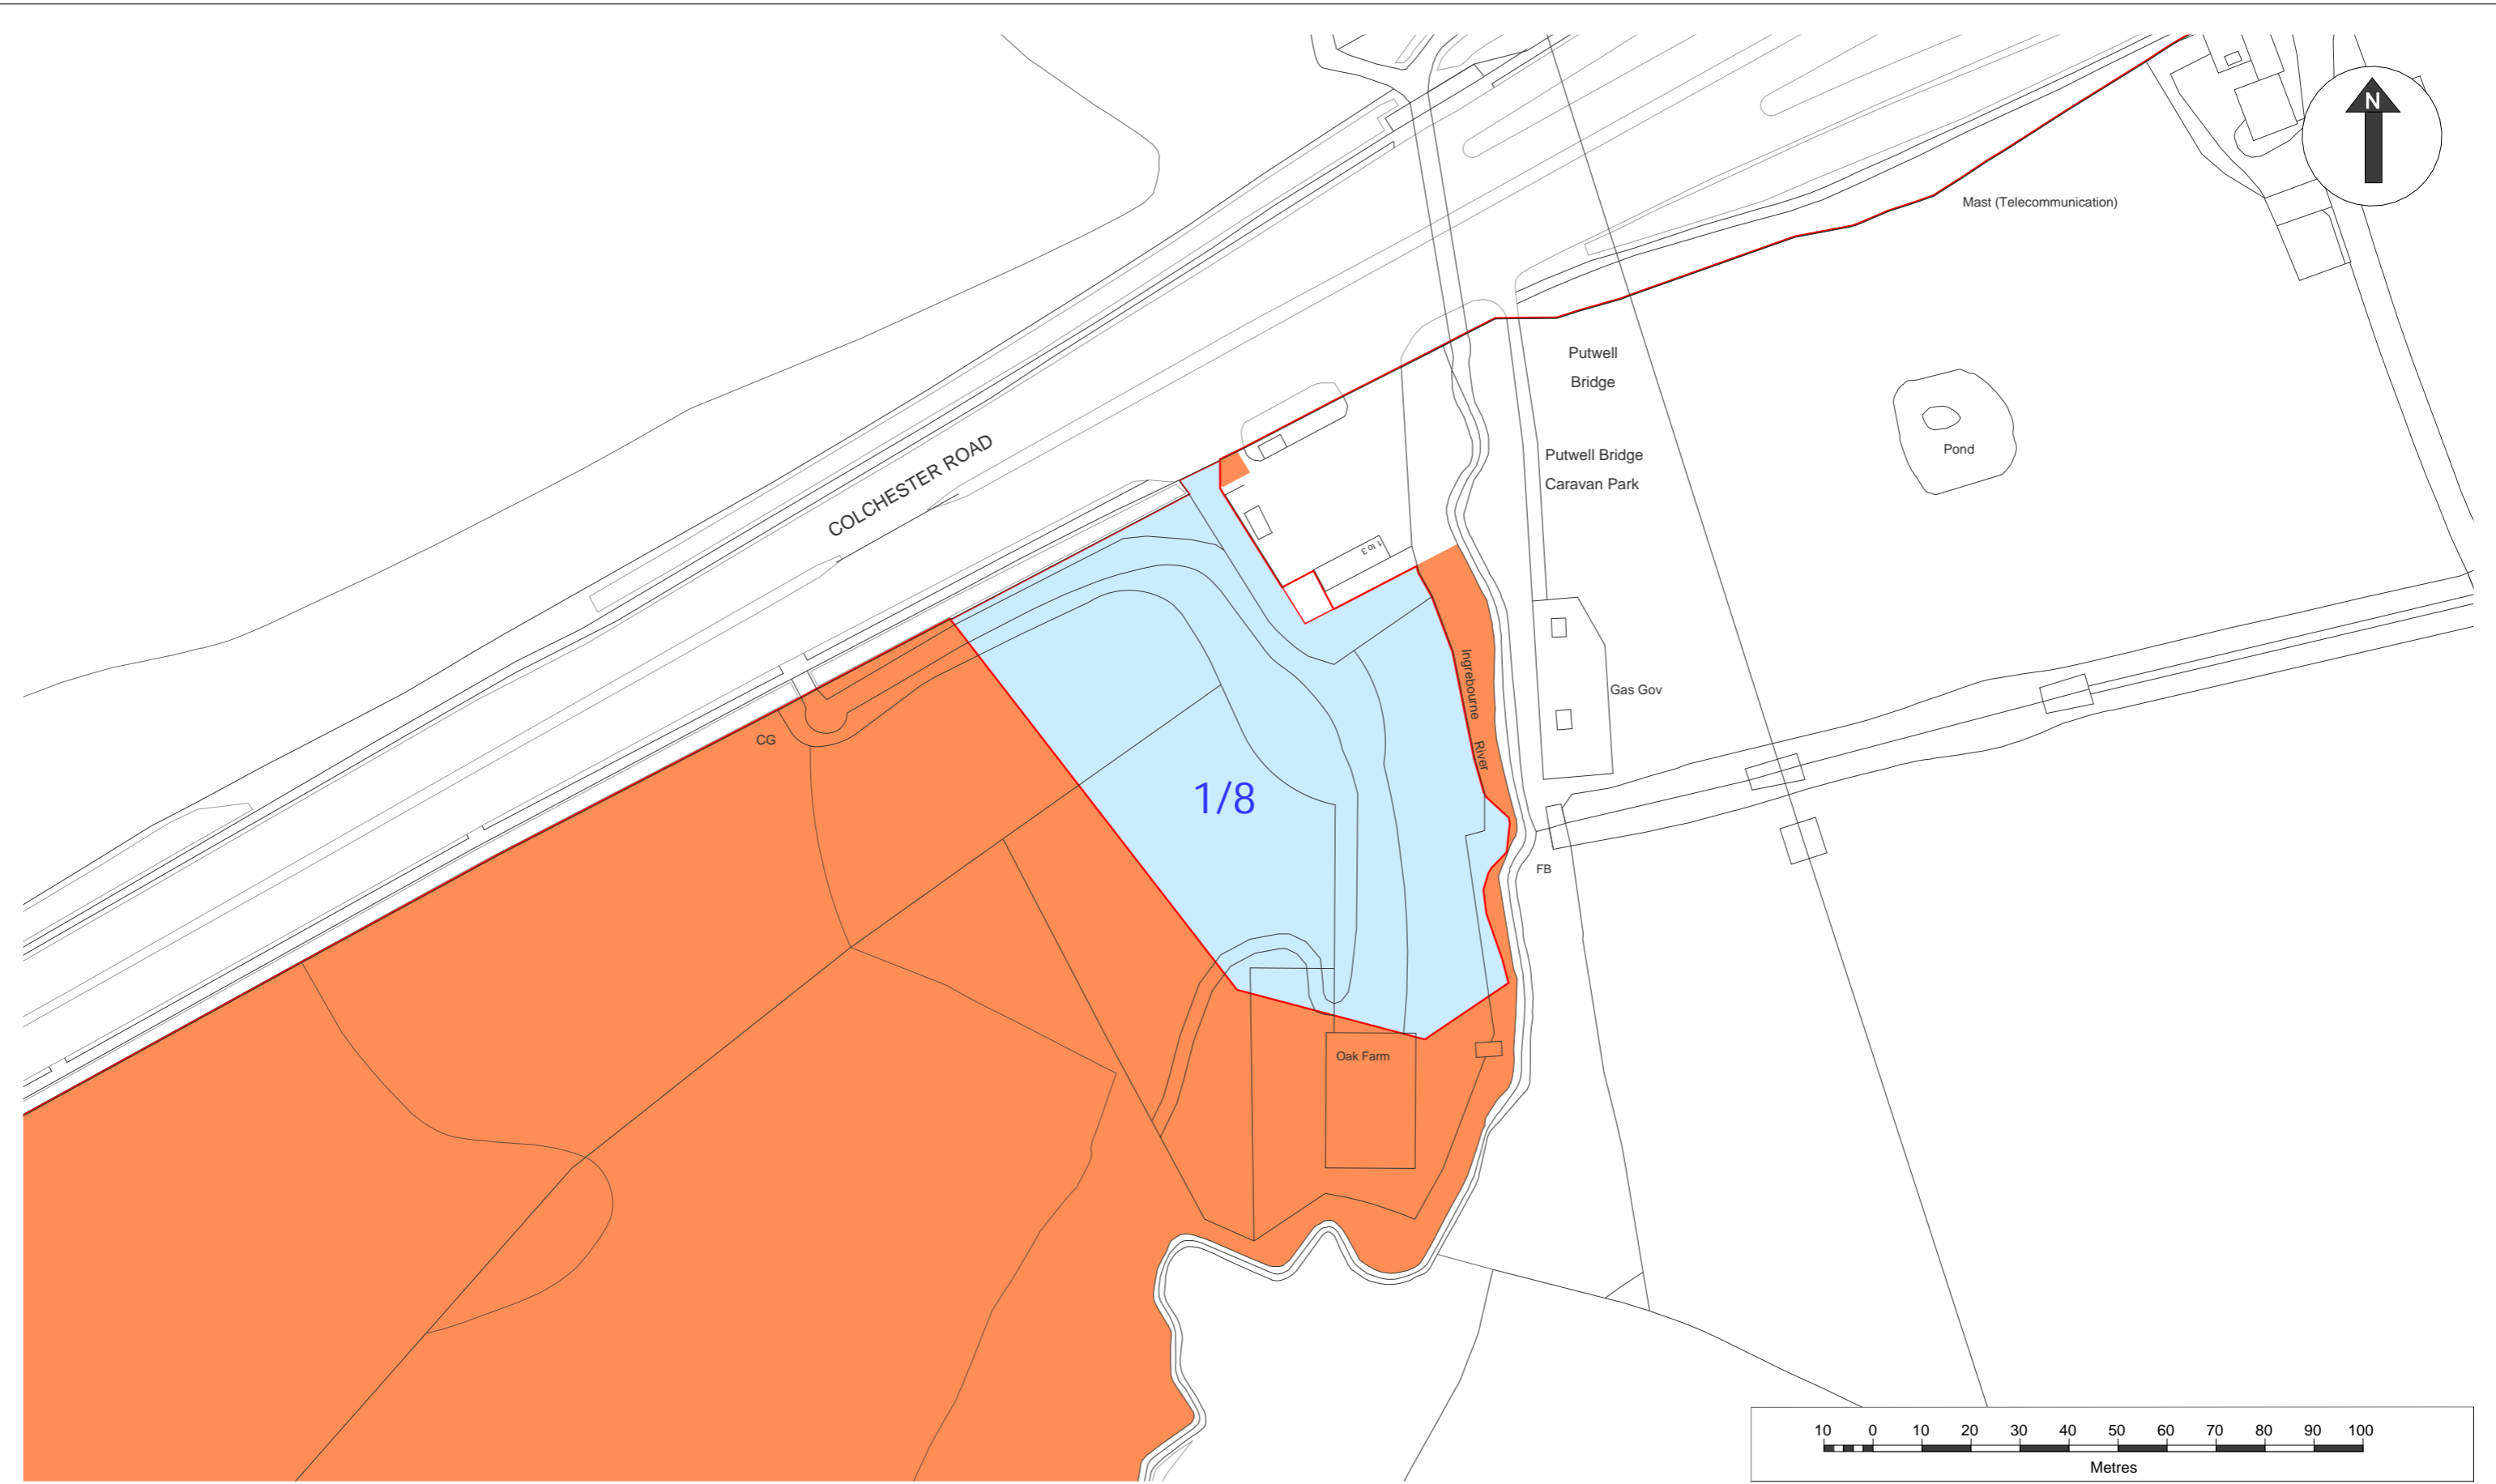 N
Mast (Telecommunication)
Putwell
Bridge
COLCHESTER ROAD
Putwell Bridge
Caravan Park
Pond
1 to 3
Ingrebourne
River
Gas Gov
CG
1/8
FB
Oak Farm
10 0 10 20 30 40 50 60 70 80 90 100
Metres